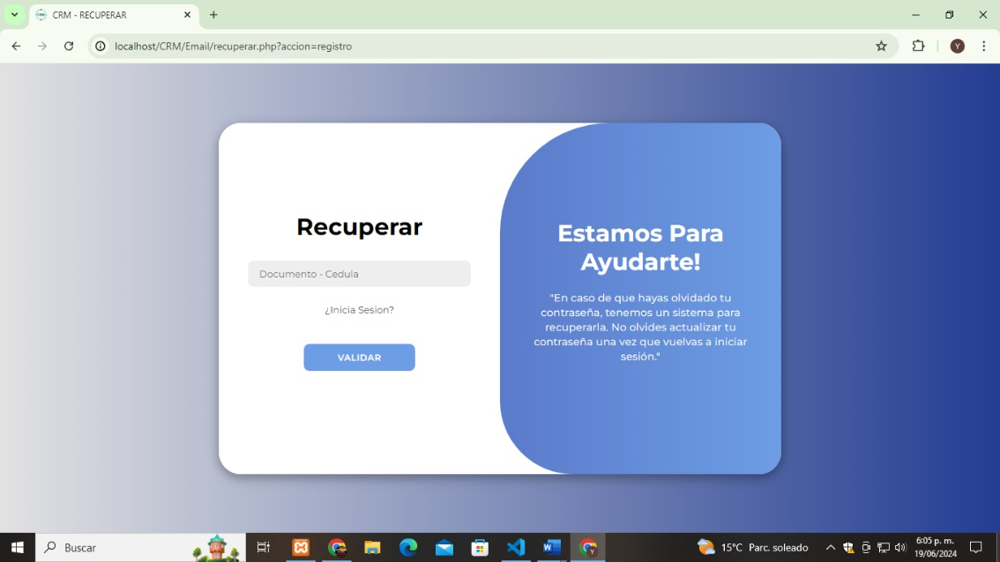 CRM - RECUPERAR
localhost/CRM/Email/recuperar.php?accion=registro
Y
Recuperar
Documento - Cedula
¿Inicia Sesion?
VALIDAR
Estamos Para
Ayudarte!
"En caso de que hayas olvidado tu
contraseña, tenemos un sistema para
recuperarla. No olvides actualizar tu
contraseña una vez que vuelvas a iniciar
sesión."
Buscar
15°C Parc. soleado
6:05 p. m.
19/06/2024